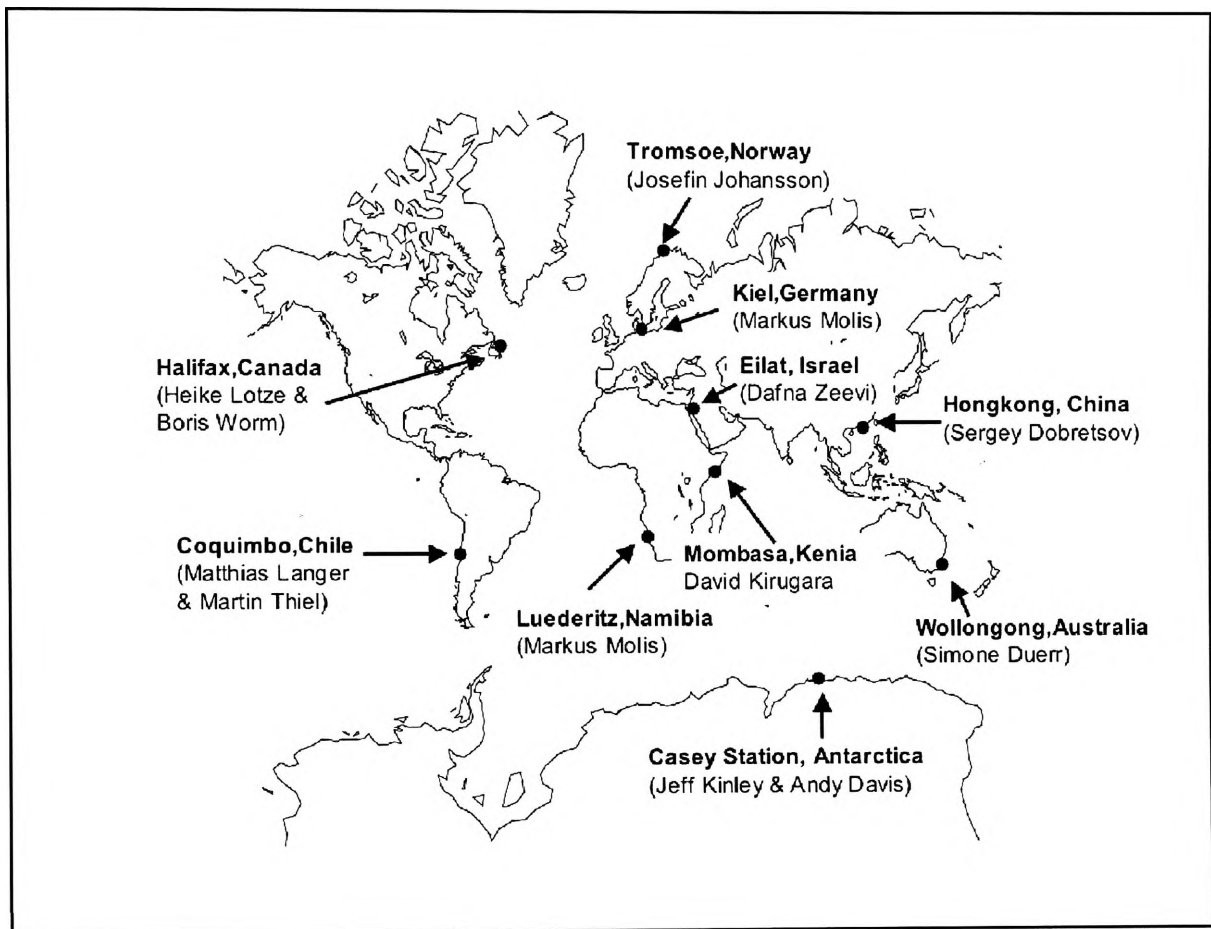 Tromsoe,Norway
(Josefin Johansson)
Kiel,Germany
(Markus Molis)
Halifax,Canada
(Heike Lotze &
Boris Worm)
Eilat, Israel
(Dafna Zeevi)
Hongkong, China
(Sergey Dobretsov)
Coquimbo,Chile
(Matthias Langer
& Martin Thiel)
Mombasa,Kenia
David Kirugara
Luederitz,Namibia
(Markus Molis)
Wollongong,Australia
(Simone Duerr)
Casey Station, Antarctica
(Jeff Kinley & Andy Davis)